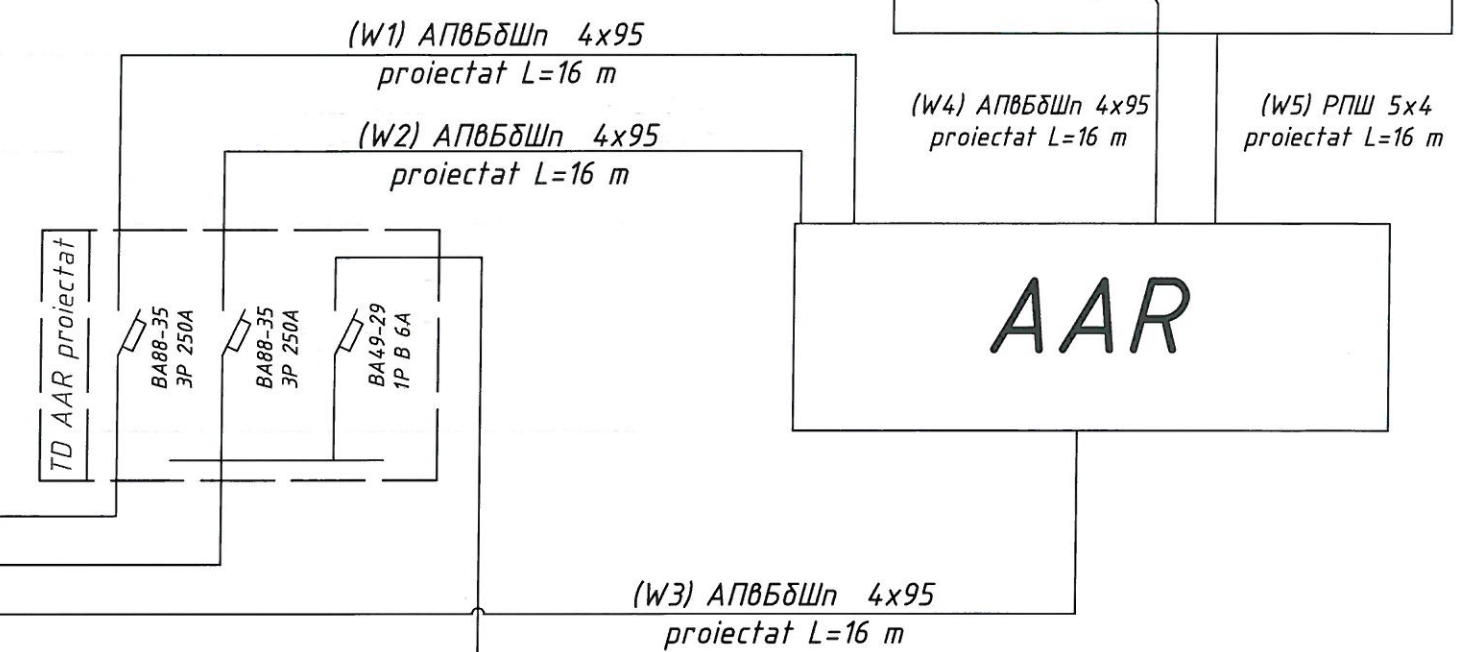 (W1) АПвБбШп 4x95
proiectat L=16 m
(W2) АПвБбШп 4x95
proiectat L=16 m
(W4) АПвБбШп 4x95
proiectat L=16 m
(W5) РПШ 5x4
proiectat L=16 m
TD AAR proiectat
ВА88-35
3Р 250А
ВА88-35
3Р 250А
ВА49-29
1Р В 6А
AAR
(W3) АПвБбШп 4x95
proiectat L=16 m